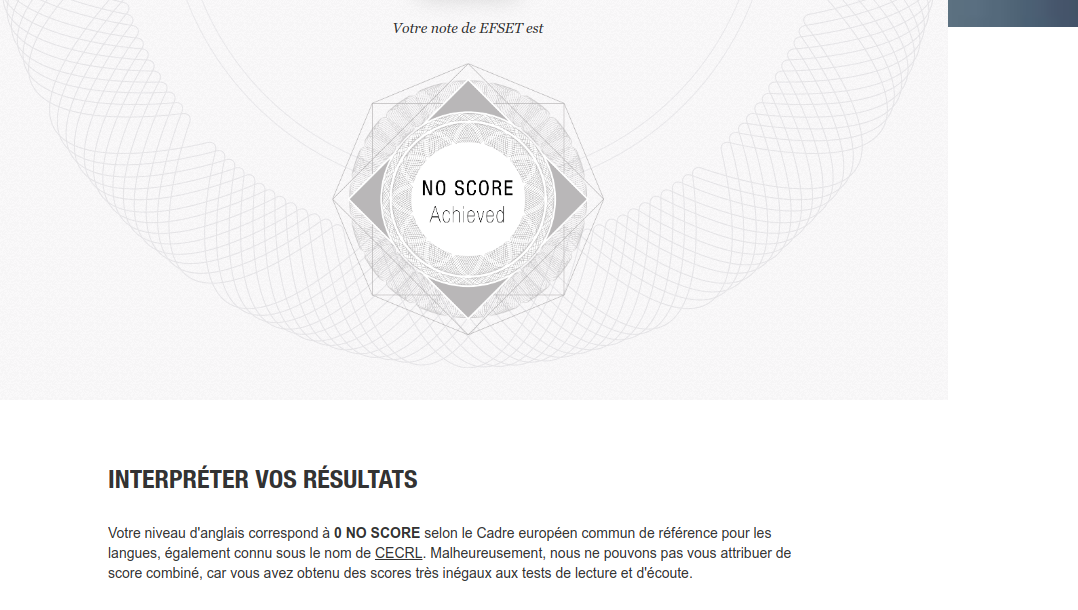 Votre note de EFSET est
NO SCORE
Achieved
INTERPRÉTER VOS RÉSULTATS
Votre niveau d'anglais correspond à 0 NO SCORE selon le Cadre européen commun de référence pour les
langues, également connu sous le nom de CECRL. Malheureusement, nous ne pouvons pas vous attribuer de
score combiné, car vous avez obtenu des scores très inégaux aux tests de lecture et d'écoute.